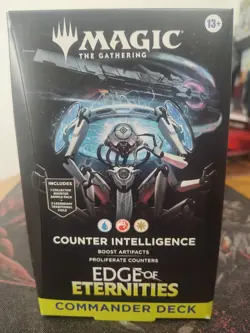 MAGIC
THE GATHERING
13+
INCLUDES
COUNTER INTELLIGENCE
BOOST ARTIFACTS
PROLIFERATE COUNTERS
EDGE OF
ETERNITIES
COMMANDER DECK